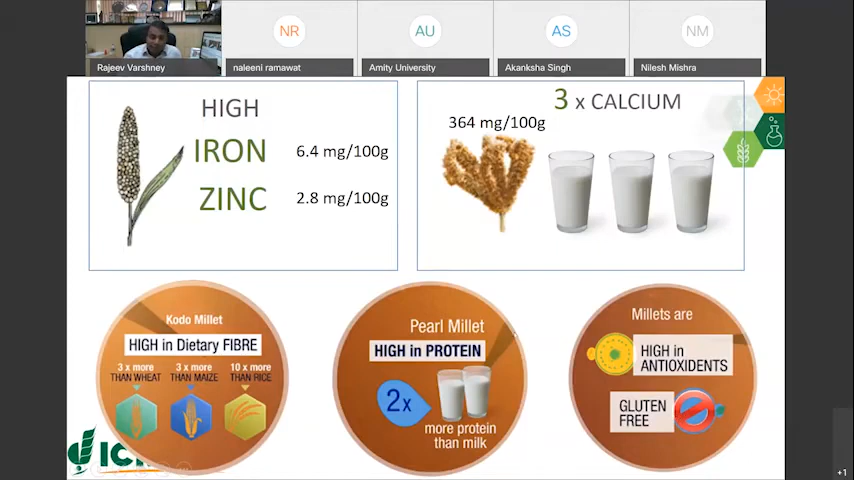 NR
AU
AS
NM
Rajeev Varshney
naleeni ramawat
Amity University
Akanksha Singh
Nilesh Mishra
HIGH
IRON
6.4 mg/100g
ZINC
2.8 mg/100g
3 x CALCIUM
364 mg/100g
Kodo Millet
HIGH in Dietary FIBRE
3 x more
THAN WHEAT
3 x more
THAN MAIZE
10 x more
THAN RICE
Pearl Millet
HIGH in PROTEIN
2x
more protein
than milk
Millets are
HIGH in
ANTIOXIDENTS
GLUTEN
FREE
+1